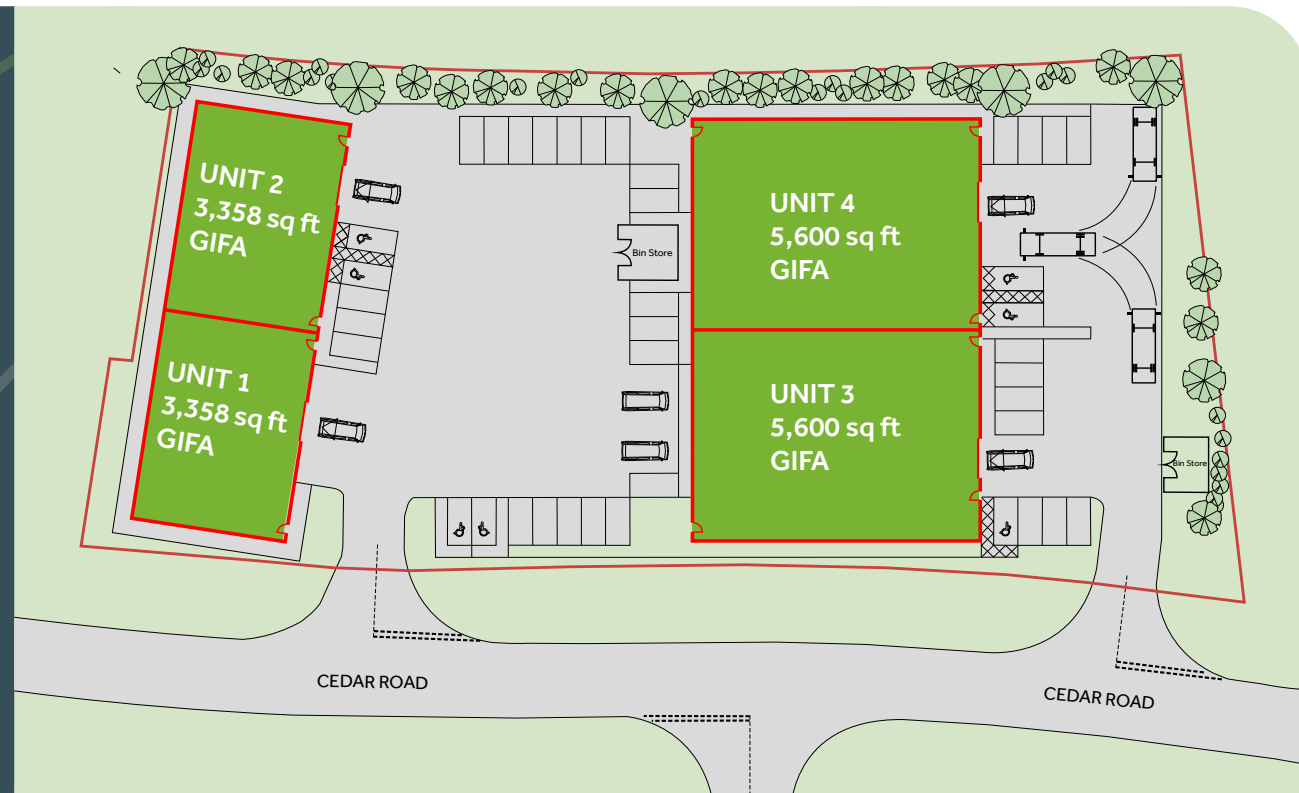 UNIT 2
3,358 sq ft
GIFA
UNIT 1
3,358 sq ft
GIFA
Bin Store
UNIT 4
5,600 sq ft
GIFA
UNIT 3
5,600 sq ft
GIFA
Bin Store
CEDAR ROAD
CEDAR ROAD